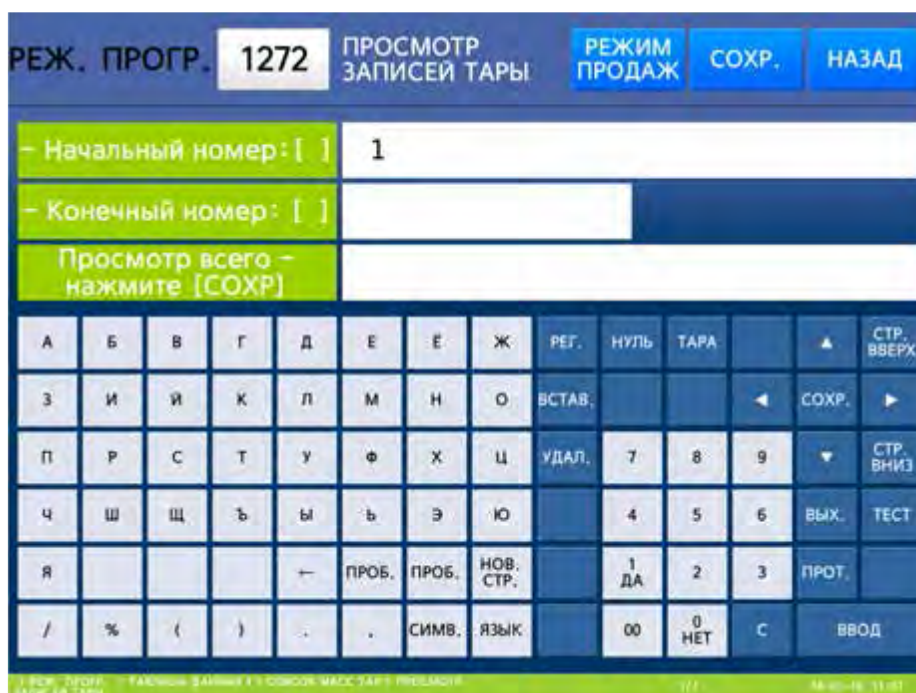 РЕЖ. ПРОГР. 1272 ПРОСМОТР ЗАПИСЕЙ ТАРЫ РЕЖИМ ПРОДАЖ СОХР. НАЗАД
- Начальный номер:[ ] 1
- Конечный номер: [ ]
Просмотр всего -
нажмите [СОХР]
А Б В Г Д Е Ё Ж РЕГ. НУЛЬ ТАРА ▲ СТР. ВВЕРХ
З И Й К Л М Н О ВСТАВ. ◀ СОХР. ▶
П Р С Т У Ф Х Ц УДАЛ. 7 8 9 ▼ СТР. ВНИЗ
Ч Ш Щ Ъ Ы Ь Э Ю 4 5 6 ВЫХ. ТЕСТ
Я ← ПРОБ. ПРОБ. НОВ. СТР. 1 ДА 2 3 ПРОТ.
/ % ( ) . . . СИМВ. ЯЗЫК 00 0 НЕТ C ВВОД
ЗАПИСЕЙ ТАРЫ